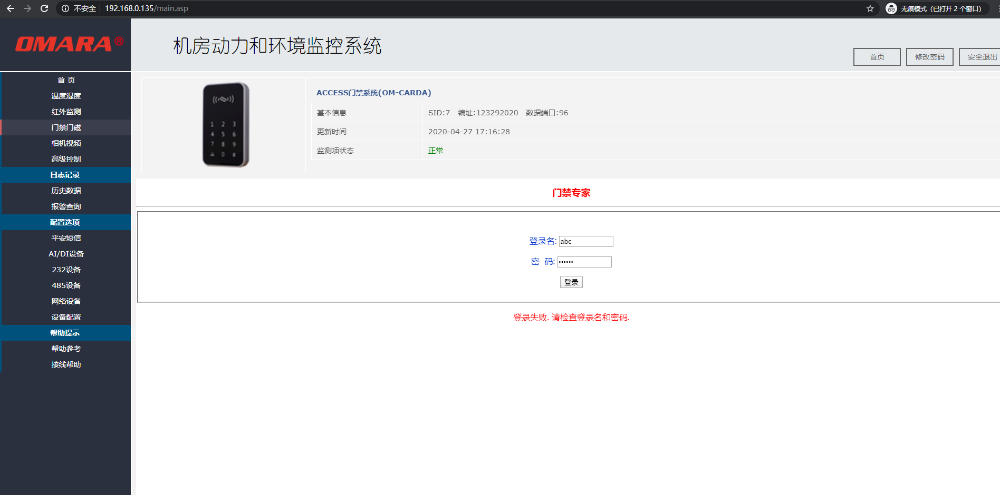 不安全 192.168.0.135/main.asp 无痕模式（已打开 2 个窗口）
OMARA®
机房动力和环境监控系统
首页 修改密码 安全退出
首 页
温度湿度
红外监测
门禁门磁
相机视频
高级控制
日志记录
历史数据
报警查询
配置选项
平安短信
AI/DI设备
232设备
485设备
网络设备
设备配置
帮助提示
帮助参考
接线帮助
1 2 3
4 5 6
7 8 9
0
ACCESS门禁系统(OM-CARDA)
基本信息 SID:7 编址:123292020 数据端口:96
更新时间 2020-04-27 17:16:28
监测项状态 正常
门禁专家
登录名: abc
密 码: ••••••
登录
登录失败. 请检查登录名和密码.